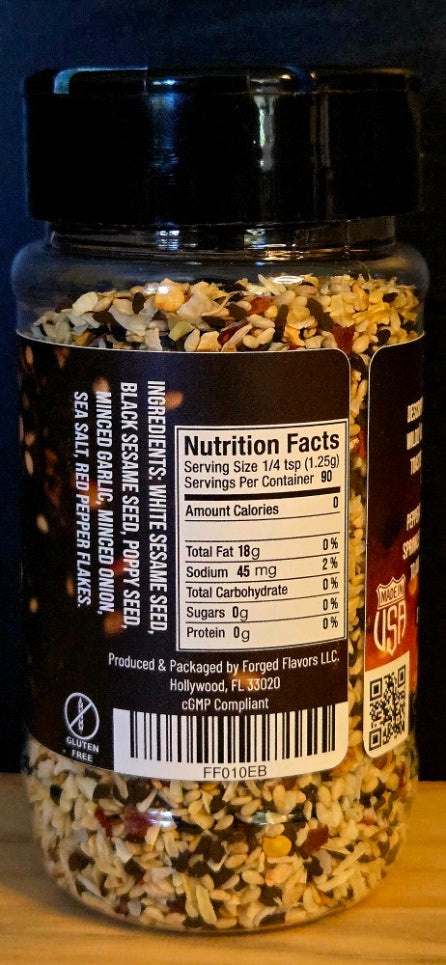 INGREDIENTS: WHITE SESAME SEED,
BLACK SESAME SEED, POPPY SEED,
MINCED GARLIC, MINCED ONION,
SEA SALT, RED PEPPER FLAKES.
Nutrition Facts
Serving Size 1/4 tsp (1.25g)
Servings Per Container 90
Amount Calories 0
Total Fat 18g 0%
Sodium 45 mg 2%
Total Carbohydrate 0%
Sugars 0g 0%
Protein 0g 0%
Produced & Packaged by Forged Flavors LLC.
Hollywood, FL 33020
cGMP Compliant
GLUTEN
FREE
FF010EB
MADE IN
USA